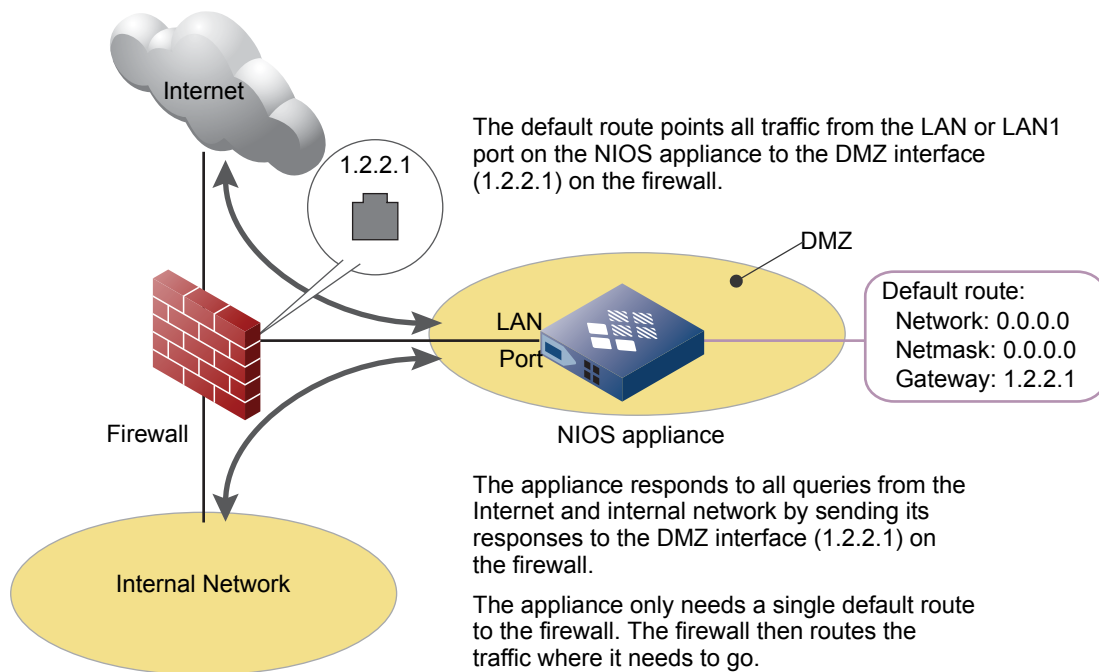 Internet
1.2.2.1
The default route points all traffic from the LAN or LAN1
port on the NIOS appliance to the DMZ interface
(1.2.2.1) on the firewall.
DMZ
LAN
Port
Default route:
Network: 0.0.0.0
Netmask: 0.0.0.0
Gateway: 1.2.2.1
Firewall
NIOS appliance
The appliance responds to all queries from the
Internet and internal network by sending its
responses to the DMZ interface (1.2.2.1) on
the firewall.
Internal Network
The appliance only needs a single default route
to the firewall. The firewall then routes the
traffic where it needs to go.